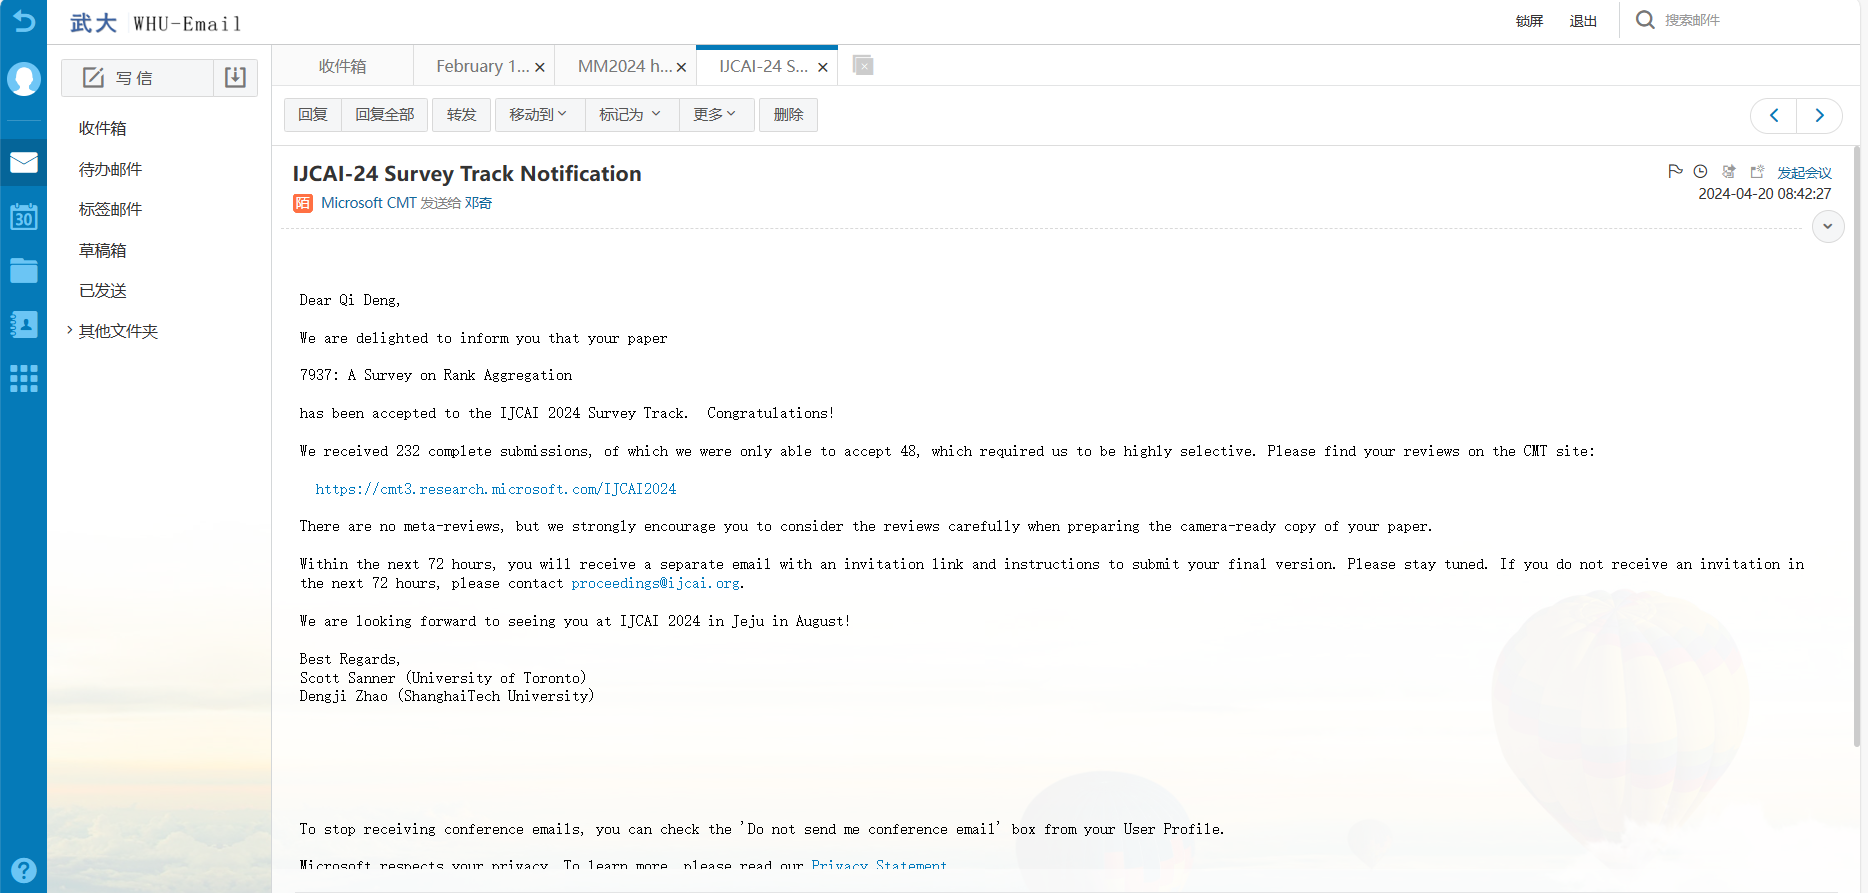 武大 WHU-Email
锁屏 退出 搜索邮件
写信
收件箱
待办邮件
标签邮件
草稿箱
已发送
其他文件夹
30
收件箱 February 1... MM2024 h... IJCAI-24 S...
回复 回复全部 转发 移动到 标记为 更多 删除
IJCAI-24 Survey Track Notification
发起会议
陌 Microsoft CMT 发送给 邓奇
2024-04-20 08:42:27
Dear Qi Deng,
We are delighted to inform you that your paper
7937: A Survey on Rank Aggregation
has been accepted to the IJCAI 2024 Survey Track.  Congratulations!
We received 232 complete submissions, of which we were only able to accept 48, which required us to be highly selective. Please find your reviews on the CMT site:
https://cmt3.research.microsoft.com/IJCAI2024
There are no meta-reviews, but we strongly encourage you to consider the reviews carefully when preparing the camera-ready copy of your paper.
Within the next 72 hours, you will receive a separate email with an invitation link and instructions to submit your final version. Please stay tuned. If you do not receive an invitation in
the next 72 hours, please contact proceedings@ijcai.org.
We are looking forward to seeing you at IJCAI 2024 in Jeju in August!
Best Regards,
Scott Sanner (University of Toronto)
Dengji Zhao (ShanghaiTech University)
To stop receiving conference emails, you can check the 'Do not send me conference email' box from your User Profile.
Microsoft respects your privacy. To learn more, please read our Privacy Statement